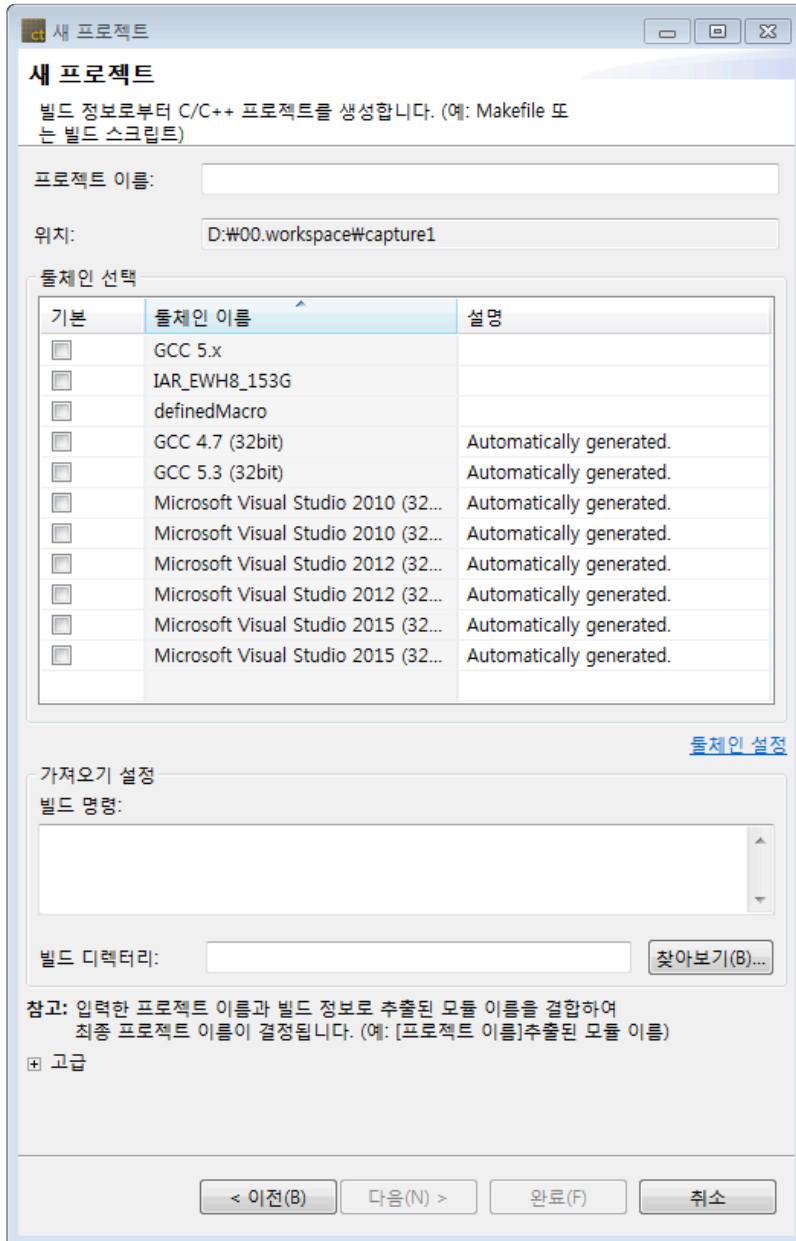 ct 새 프로젝트
새 프로젝트
빌드 정보로부터 C/C++ 프로젝트를 생성합니다. (예: Makefile 또
는 빌드 스크립트)
프로젝트 이름:
위치: D:₩00.workspace₩capture1
툴체인 선택
기본 툴체인 이름 설명
GCC 5.x
IAR_EWH8_153G
definedMacro
GCC 4.7 (32bit) Automatically generated.
GCC 5.3 (32bit) Automatically generated.
Microsoft Visual Studio 2010 (32... Automatically generated.
Microsoft Visual Studio 2010 (32... Automatically generated.
Microsoft Visual Studio 2012 (32... Automatically generated.
Microsoft Visual Studio 2012 (32... Automatically generated.
Microsoft Visual Studio 2015 (32... Automatically generated.
Microsoft Visual Studio 2015 (32... Automatically generated.
툴체인 설정
가져오기 설정
빌드 명령:
빌드 디렉터리: 찾아보기(B)...
참고: 입력한 프로젝트 이름과 빌드 정보로 추출된 모듈 이름을 결합하여
최종 프로젝트 이름이 결정됩니다. (예: [프로젝트 이름]추출된 모듈 이름)
고급
< 이전(B) 다음(N) > 완료(F) 취소